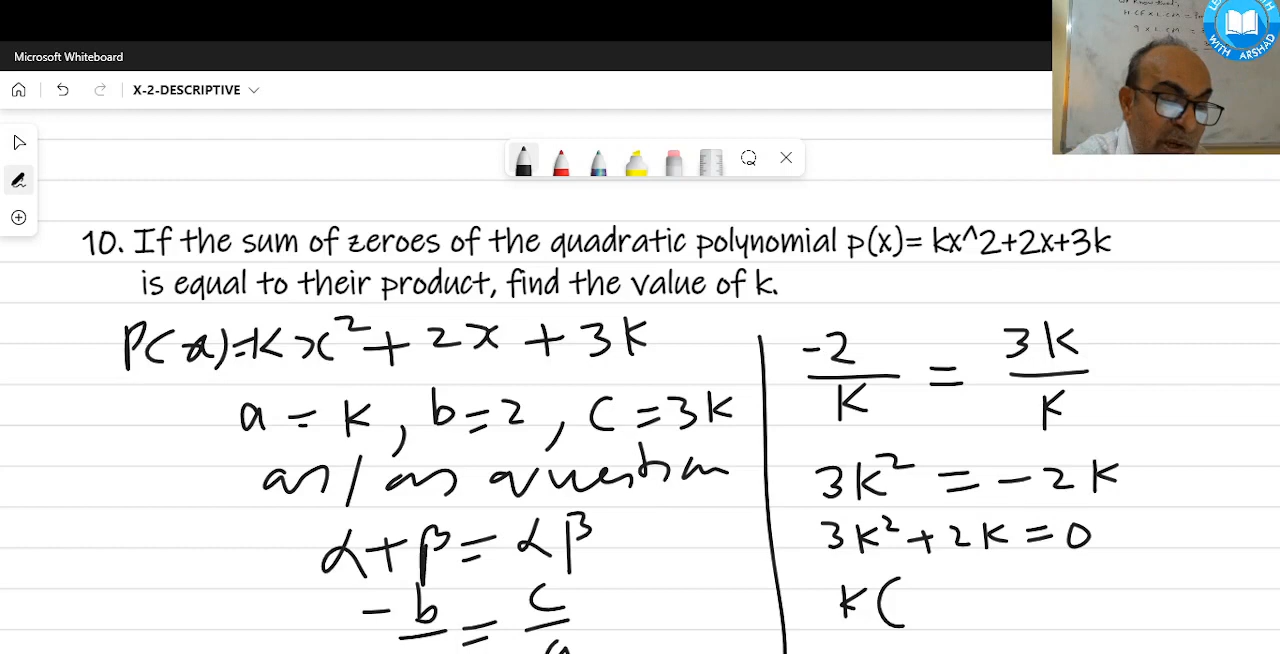 Microsoft Whiteboard
X-2-DESCRIPTIVE
WITH ARSHAD
10. If the sum of zeroes of the quadratic polynomial p(x)= kx^2+2x+3k
is equal to their product, find the value of k.
P(x)=Kx²+2x+3K
a=K, b=2, C=3K
as/as question
α+β=αβ
-b/ = C/a
-2/K = 3K/K
3K²=-2K
3K²+2K=0
K(